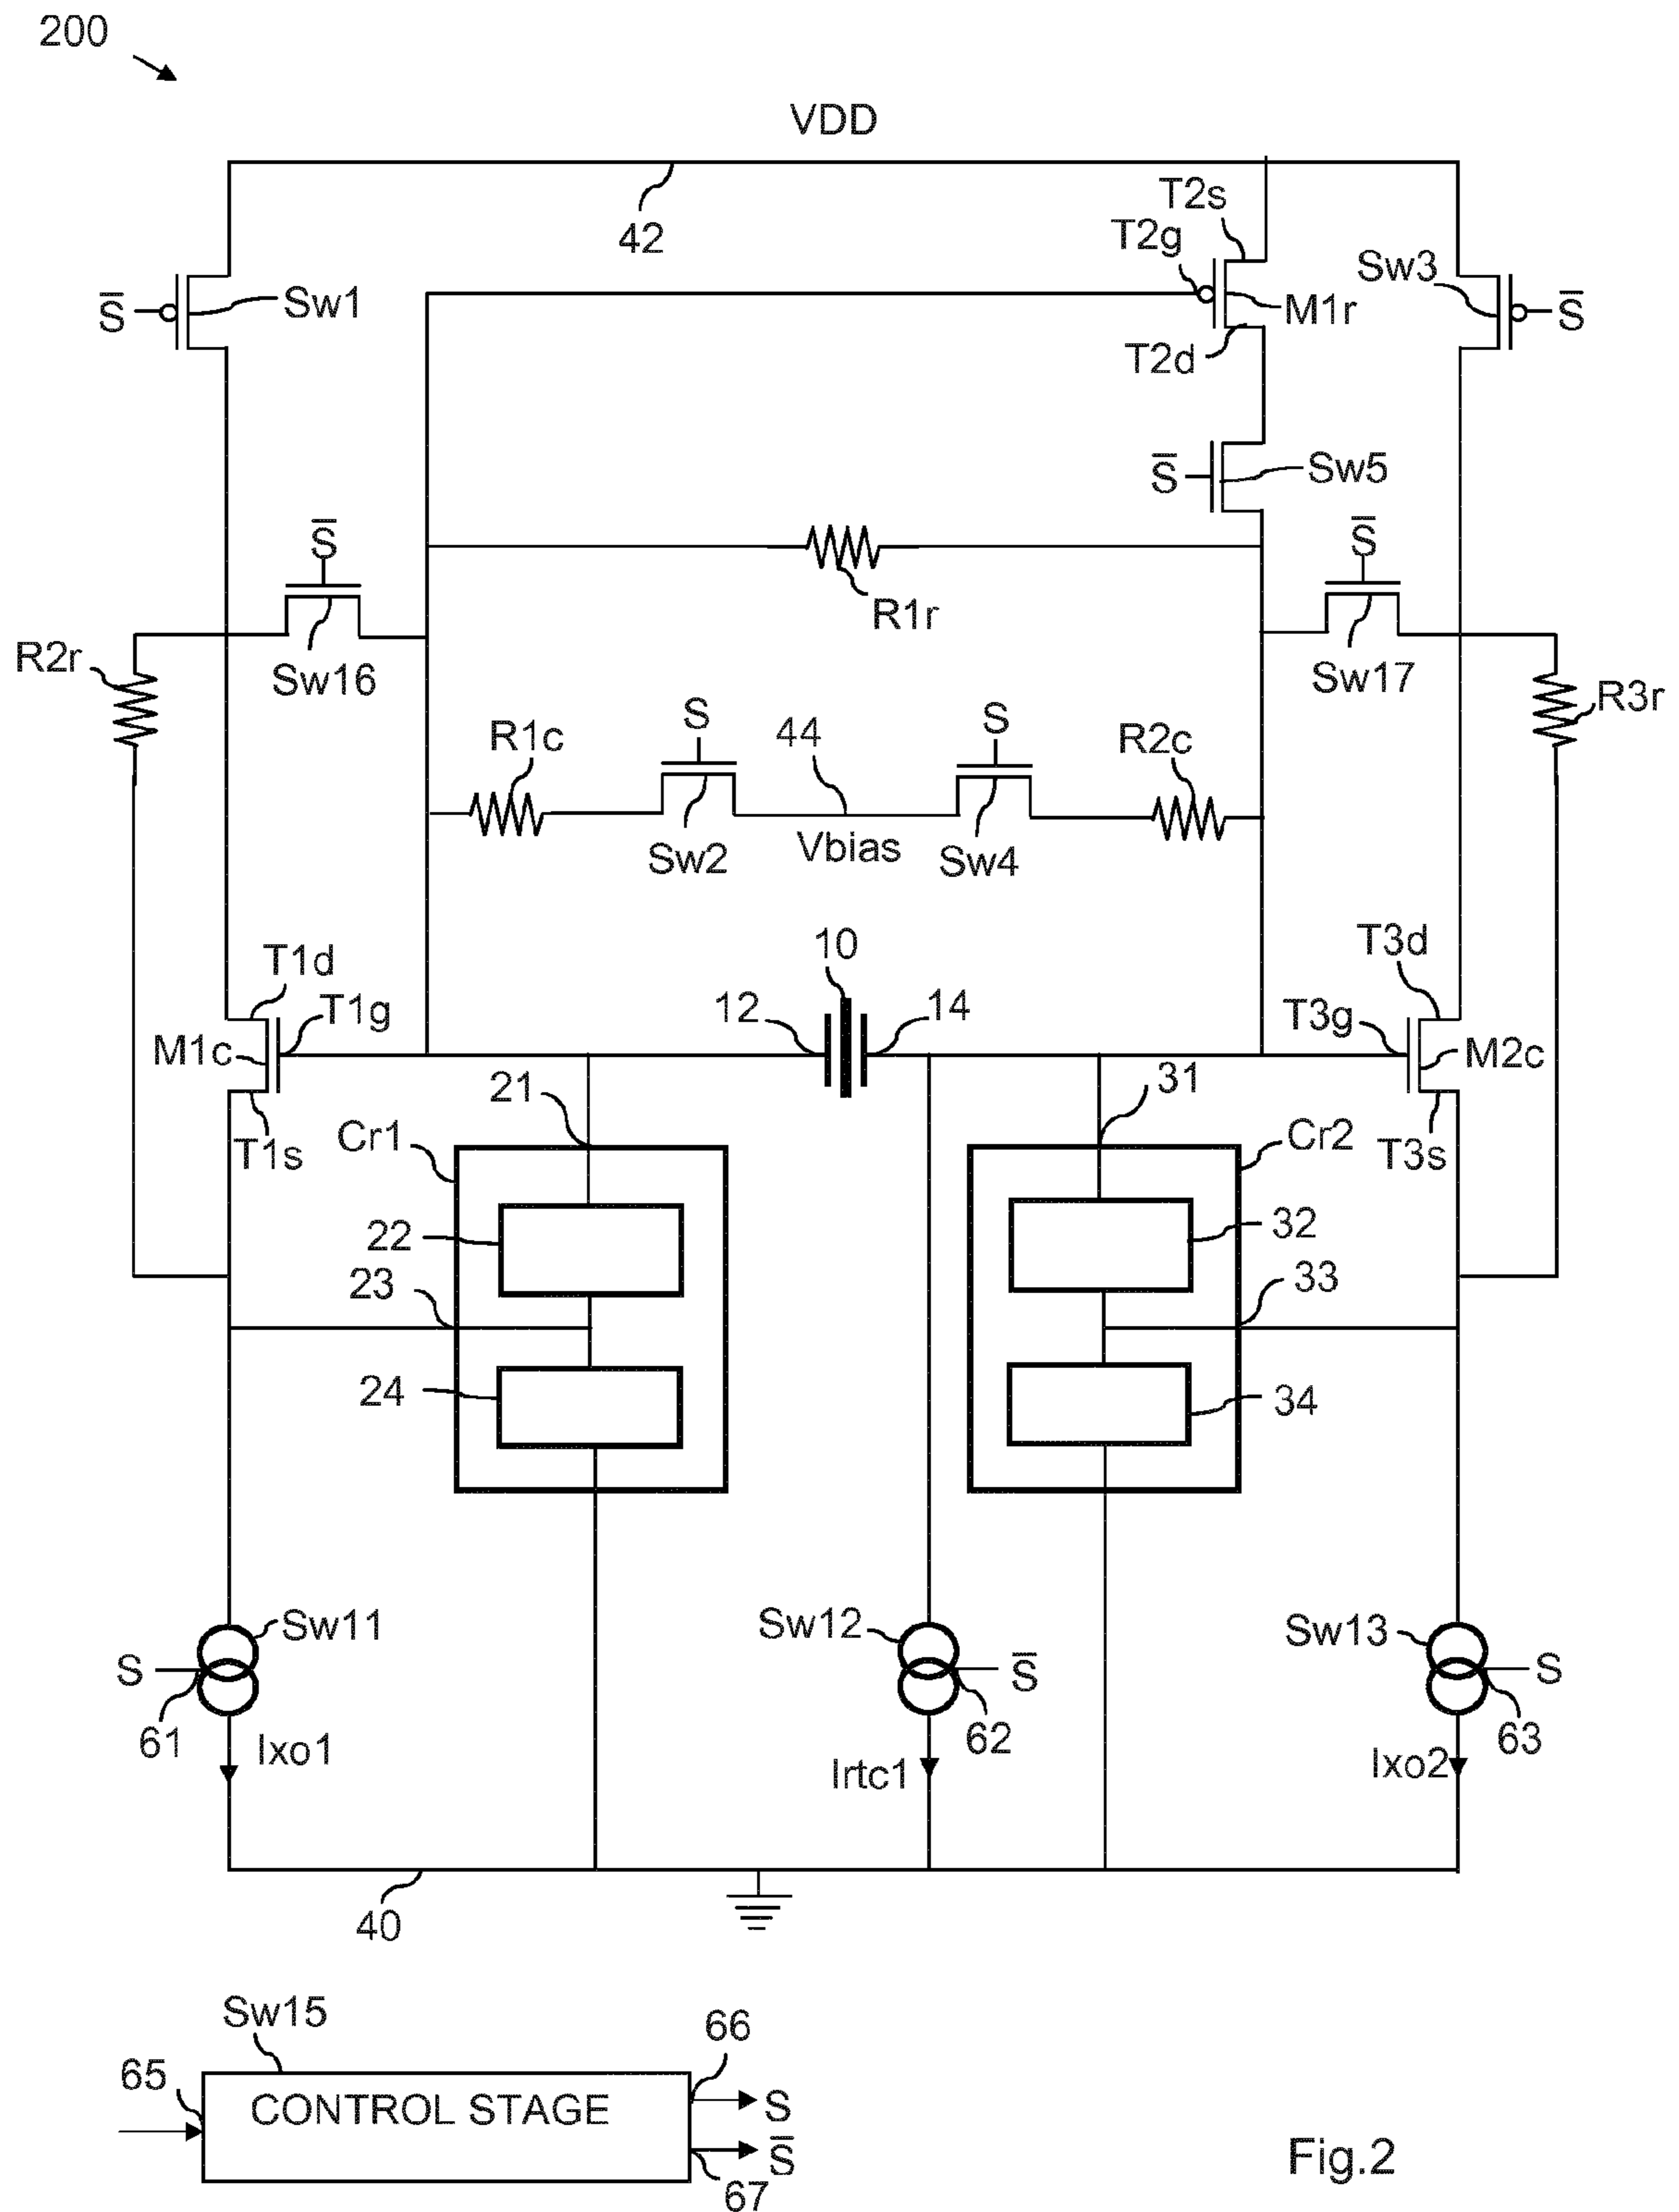 200
VDD
42
T2s
T2g
S̅
Sw1
M1r
Sw3
S̅
T2d
S̅
Sw5
S̅
S̅
R1r
R2r
Sw16
Sw17
R3r
R1c
S
44
S
R2c
Sw2
Vbias
Sw4
10
T1d
T1g
12
14
T3g
T3d
M1c
M2c
21
31
T1s
Cr1
Cr2
T3s
22
32
23
33
24
34
Sw11
Sw12
Sw13
S
S̅
S
61
62
63
Ixo1
Irtc1
Ixo2
40
Sw15
66
65
CONTROL STAGE
S
S̅
67
Fig.2